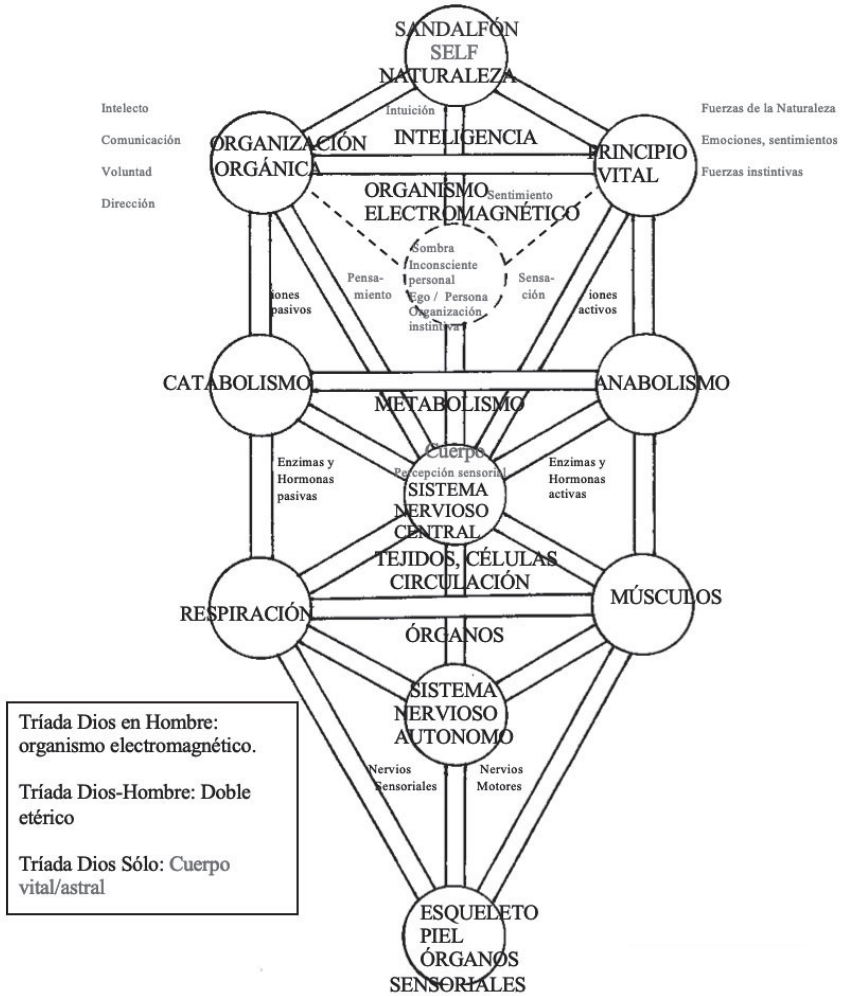 SANDALFÓN
SELF
NATURALEZA
Intelecto
Comunicación
Voluntad
Dirección
Intuición
INTELIGENCIA
Fuerzas de la Naturaleza
Emociones, sentimientos
Fuerzas instintivas
ORGANIZACIÓN
ORGÁNICA
PRINCIPIO
VITAL
ORGANISMO
ELECTROMAGNÉTICO
Sentimiento
Sombra
Inconsciente
personal
Ego / Persona
Organización
instintiva
Pensa-
miento
Sensa-
ción
iones
pasivos
iones
activos
CATABOLISMO
ANABOLISMO
METABOLISMO
Cuerpo
Percepción sensorial
SISTEMA
NERVIOSO
CENTRAL
Enzimas y
Hormonas
pasivas
Enzimas y
Hormonas
activas
TEJIDOS, CÉLULAS
CIRCULACIÓN
RESPIRACIÓN
MÚSCULOS
ÓRGANOS
SISTEMA
NERVIOSO
AUTONOMO
Nervios
Sensoriales
Nervios
Motores
Tríada Dios en Hombre:
organismo electromagnético.
Tríada Dios-Hombre: Doble
etérico
Tríada Dios Sólo: Cuerpo
vital/astral
ESQUELETO
PIEL
ÓRGANOS
SENSORIALES